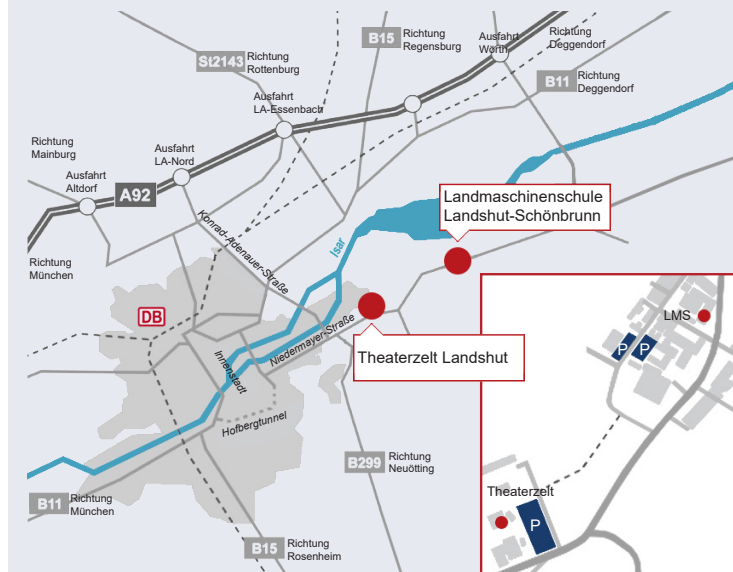 St2143
Richtung
Rottenburg
B15
Richtung
Regensburg
Ausfahrt
Wörth
Richtung
Deggendorf
B11
Richtung
Deggendorf
Ausfahrt
LA-Essenbach
Richtung
Mainburg
Ausfahrt
LA-Nord
Ausfahrt
Altdorf
A92
Richtung
München
Konrad-Adenauer-Straße
Isar
Landmaschinenschule
Landshut-Schönbrunn
DB
Niedermayer-Straße
Theaterzelt Landshut
Innenstadt
Hofbergtunnel
B299
Richtung
Neuötting
B11
Richtung
München
B15
Richtung
Rosenheim
LMS
P
P
Theaterzelt
P